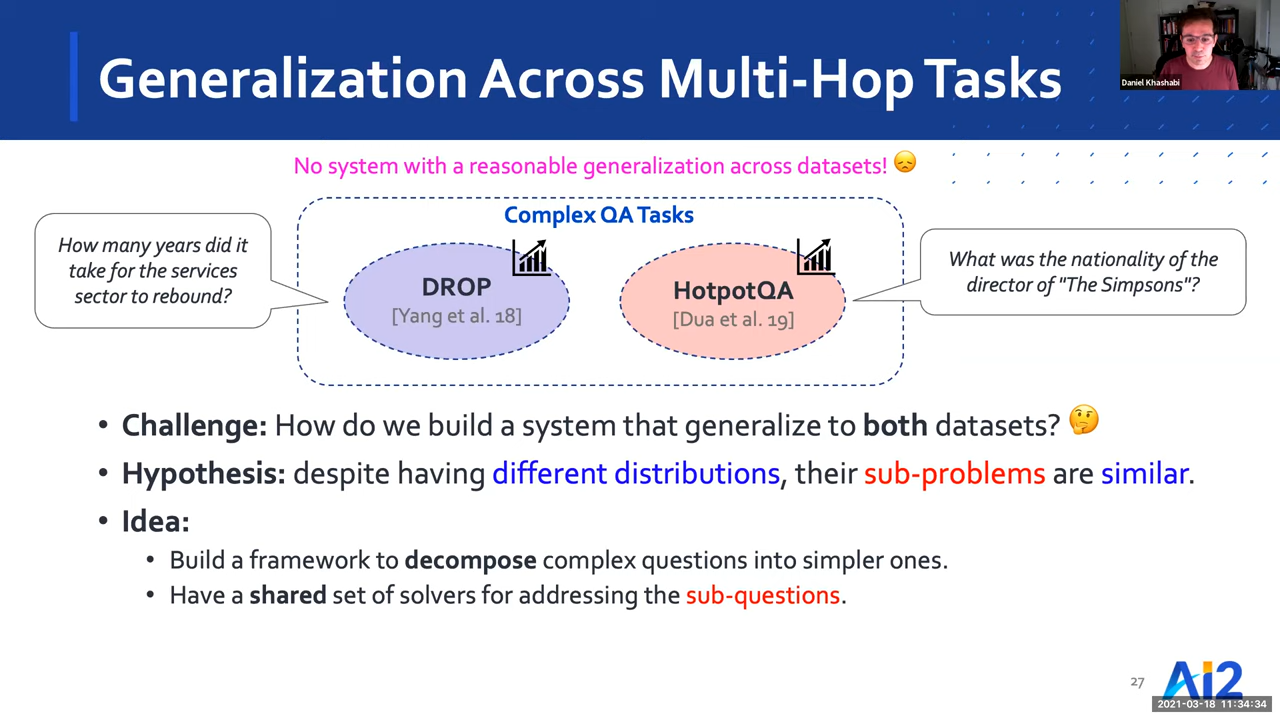 Generalization Across Multi-Hop Tasks
Daniel Khashabi
No system with a reasonable generalization across datasets! 😞
Complex QA Tasks
How many years did it
take for the services
sector to rebound?
DROP
[Yang et al. 18]
HotpotQA
[Dua et al. 19]
What was the nationality of the
director of "The Simpsons"?
• Challenge: How do we build a system that generalize to both datasets? 🤔
• Hypothesis: despite having different distributions, their sub-problems are similar.
• Idea:
• Build a framework to decompose complex questions into simpler ones.
• Have a shared set of solvers for addressing the sub-questions.
27
AI2
2021-03-18 11:34:34